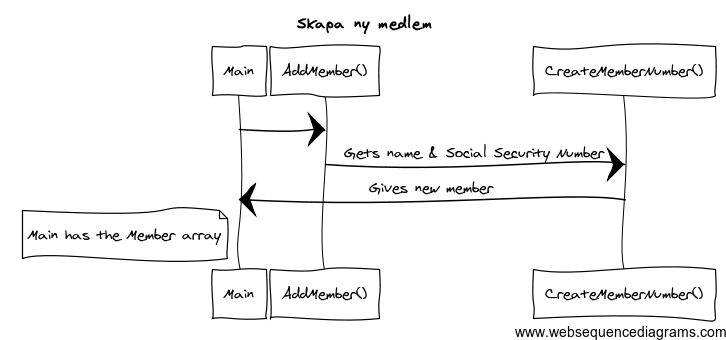 Skapa ny medlem
Main
AddMember()
CreateMemberNumber()
Gets name & Social Security Number
Gives new member
Main has the Member array
Main
AddMember()
CreateMemberNumber()
www.websequencediagrams.com